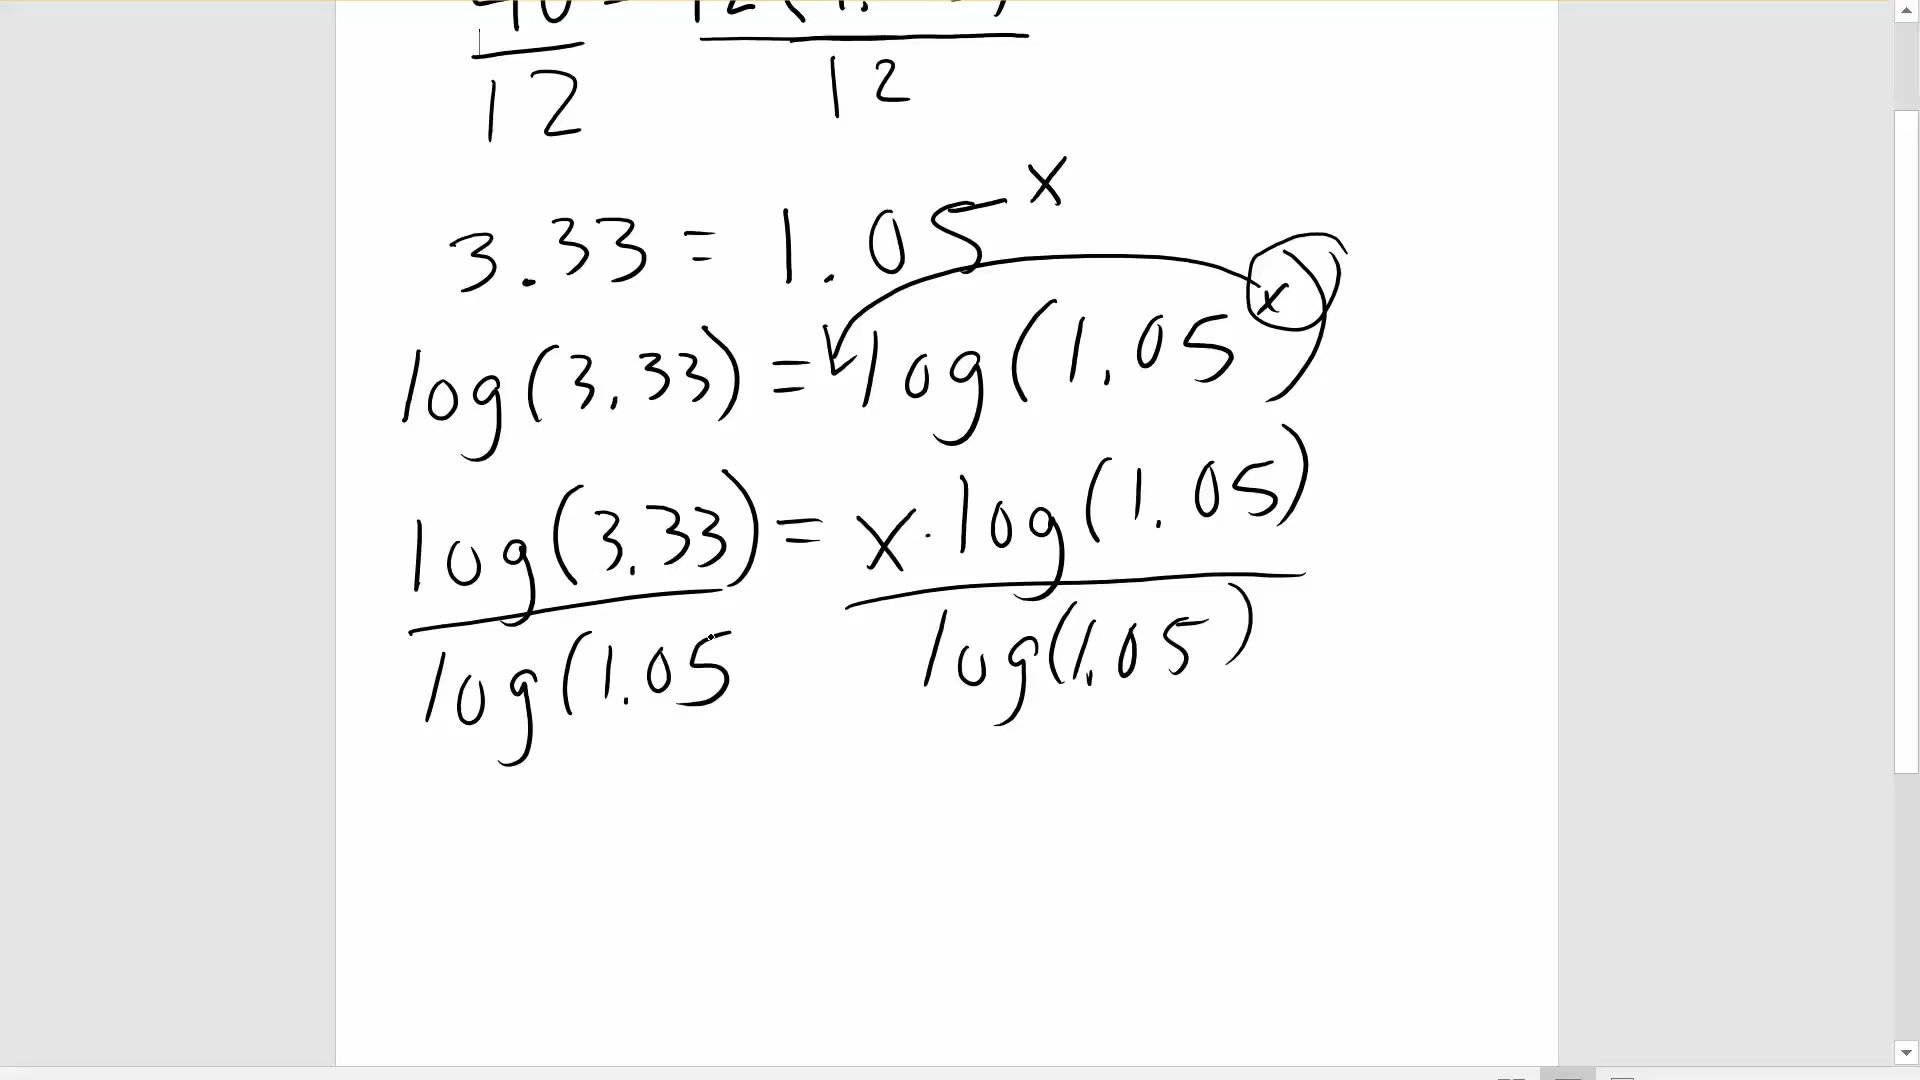 12 12
3.33 = 1.05^x
log(3.33) = log(1.05^x)
log(3.33) = x · log(1.05)
log(1.05 log(1.05)